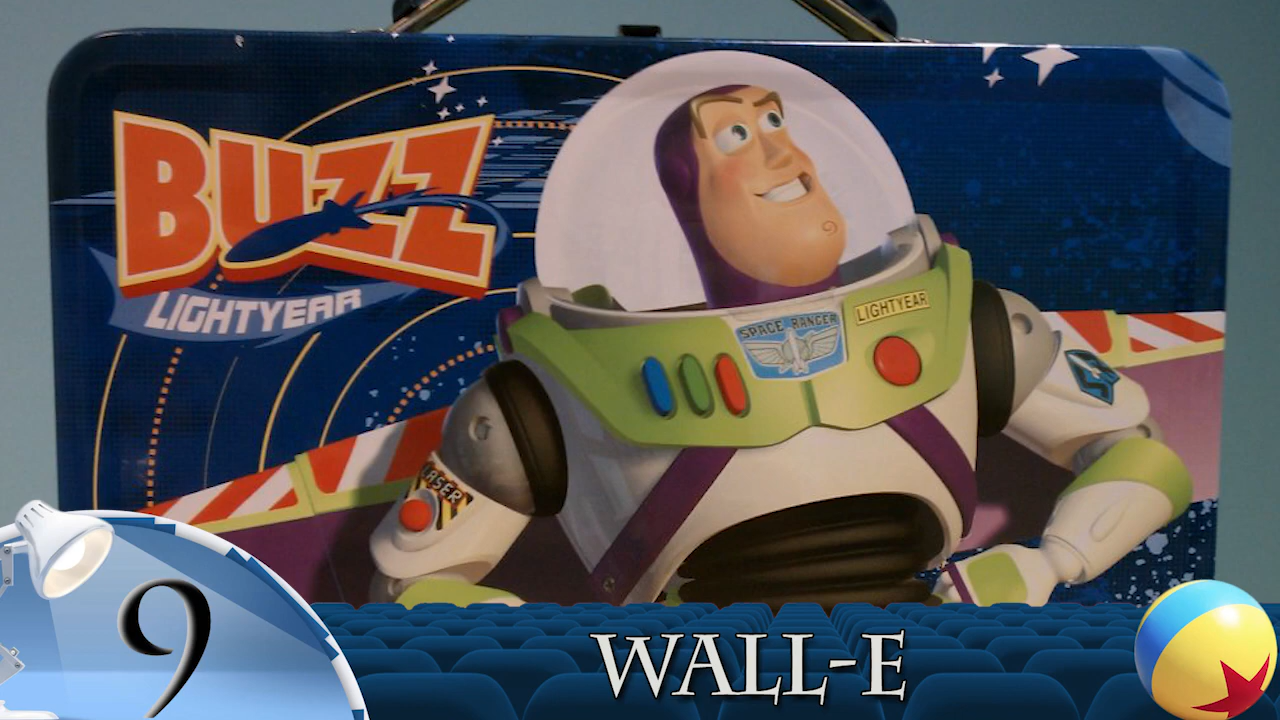 BUZZ
LIGHTYEAR
SPACE RANGER
LIGHTYEAR
LASER
9
WALL-E